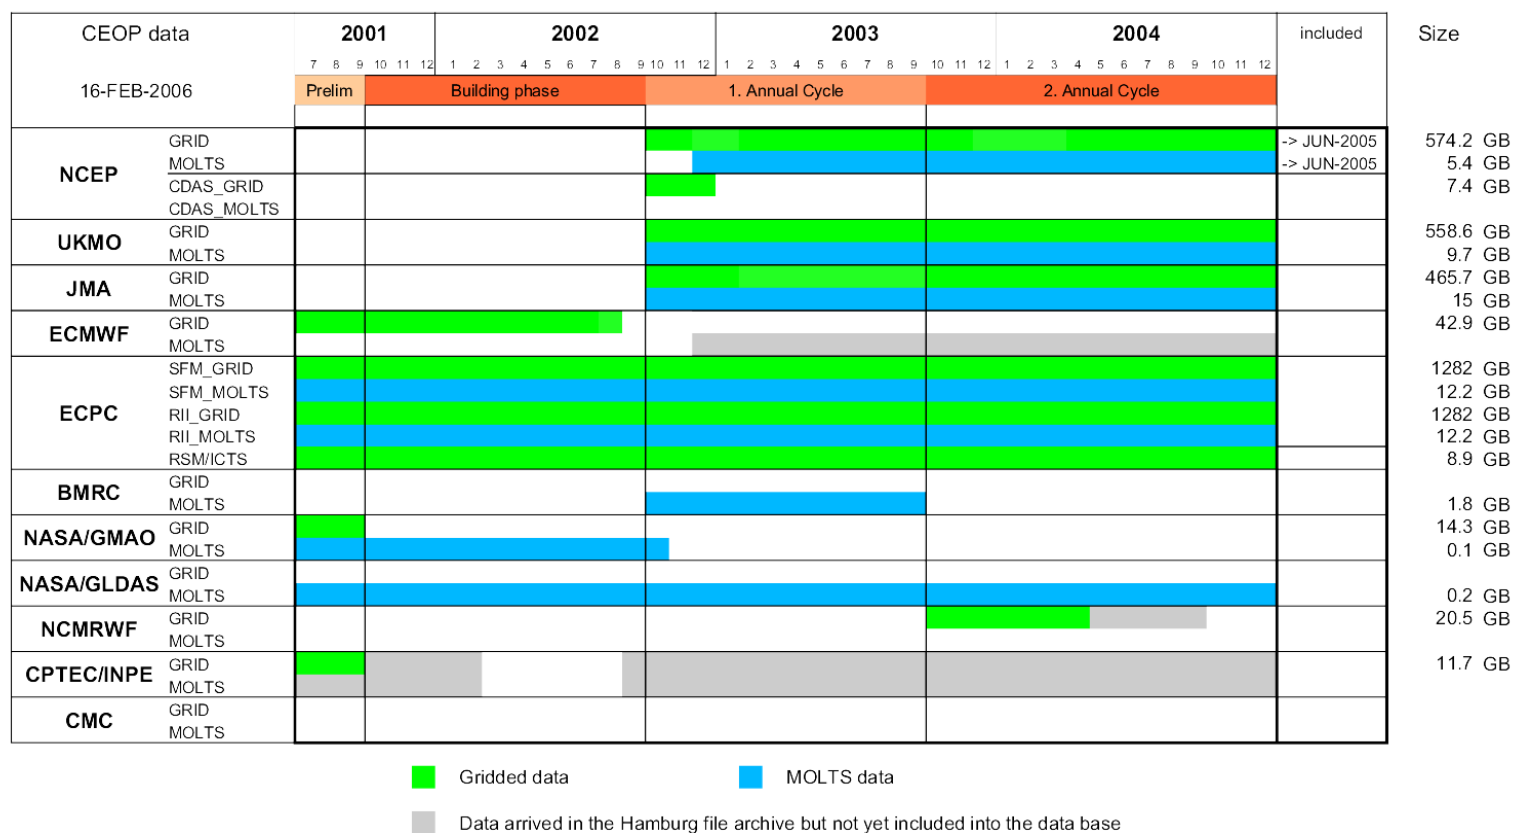 CEOP data 2001 2002 2003 2004 included Size
7 8 9 10 11 12 1 2 3 4 5 6 7 8 9 10 11 12 1 2 3 4 5 6 7 8 9 10 11 12 1 2 3 4 5 6 7 8 9 10 11 12
16-FEB-2006 Prelim Building phase 1. Annual Cycle 2. Annual Cycle
NCEP
GRID -> JUN-2005 574.2 GB
MOLTS -> JUN-2005 5.4 GB
CDAS_GRID 7.4 GB
CDAS_MOLTS
UKMO
GRID 558.6 GB
MOLTS 9.7 GB
JMA
GRID 465.7 GB
MOLTS 15 GB
ECMWF
GRID 42.9 GB
MOLTS
ECPC
SFM_GRID 1282 GB
SFM_MOLTS 12.2 GB
RII_GRID 1282 GB
RII_MOLTS 12.2 GB
RSM/ICTS 8.9 GB
BMRC
GRID
MOLTS 1.8 GB
NASA/GMAO
GRID 14.3 GB
MOLTS 0.1 GB
NASA/GLDAS
GRID
MOLTS 0.2 GB
NCMRWF
GRID 20.5 GB
MOLTS
CPTEC/INPE
GRID 11.7 GB
MOLTS
CMC
GRID
MOLTS
Gridded data MOLTS data
Data arrived in the Hamburg file archive but not yet included into the data base